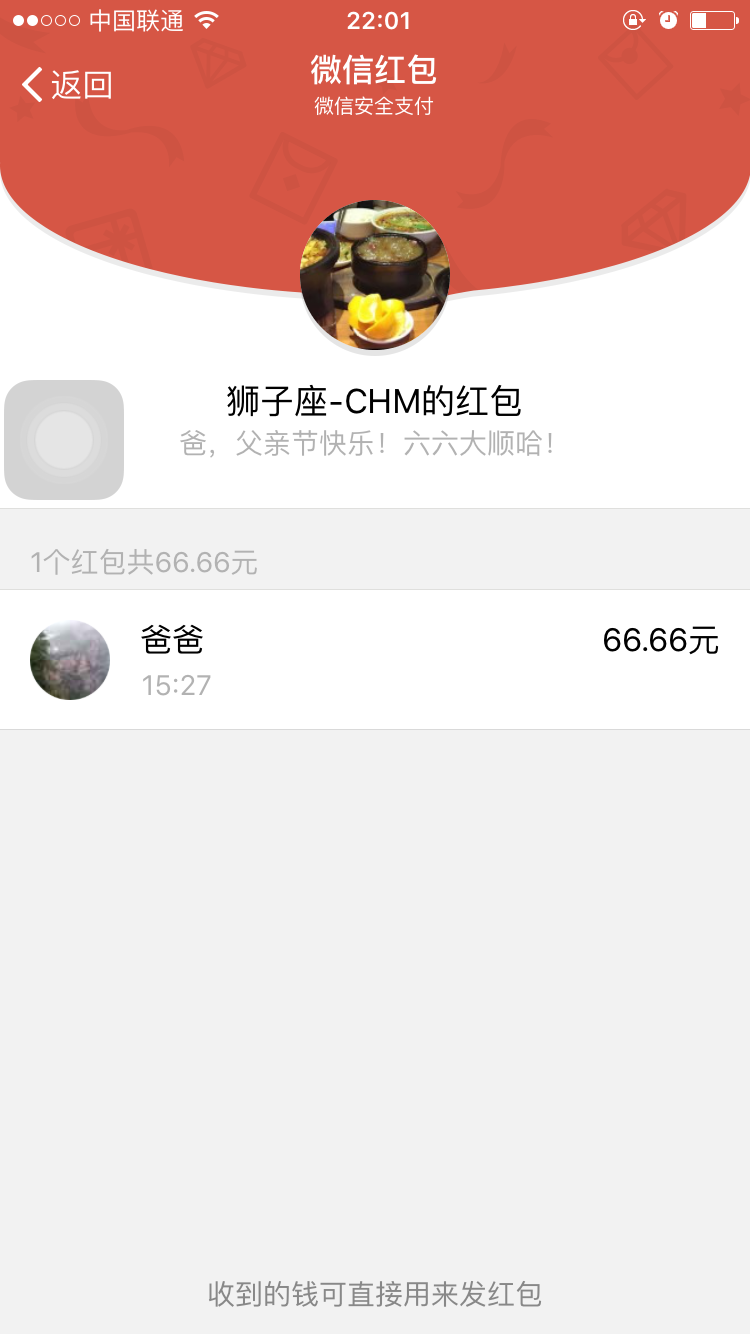 中国联通 22:01
返回
微信红包
微信安全支付
狮子座-CHM的红包
爸，父亲节快乐！六六大顺哈！
1个红包共66.66元
爸爸 66.66元
15:27
收到的钱可直接用来发红包